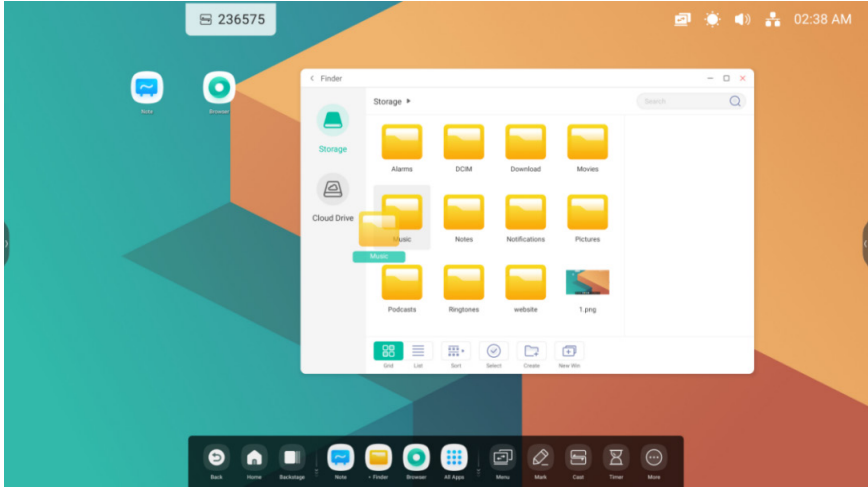 236575
02:38 AM
Note
Browser
Finder
Storage
Search
Storage
Cloud Drive
Alarms
DCIM
Download
Movies
Music
Notes
Notifications
Pictures
Music
Podcasts
Ringtones
website
1.png
Grid
List
Sort
Select
Create
New Win
Back
Home
Backstage
Note
• Finder
Browser
All Apps
Menu
Mark
Cast
Timer
More